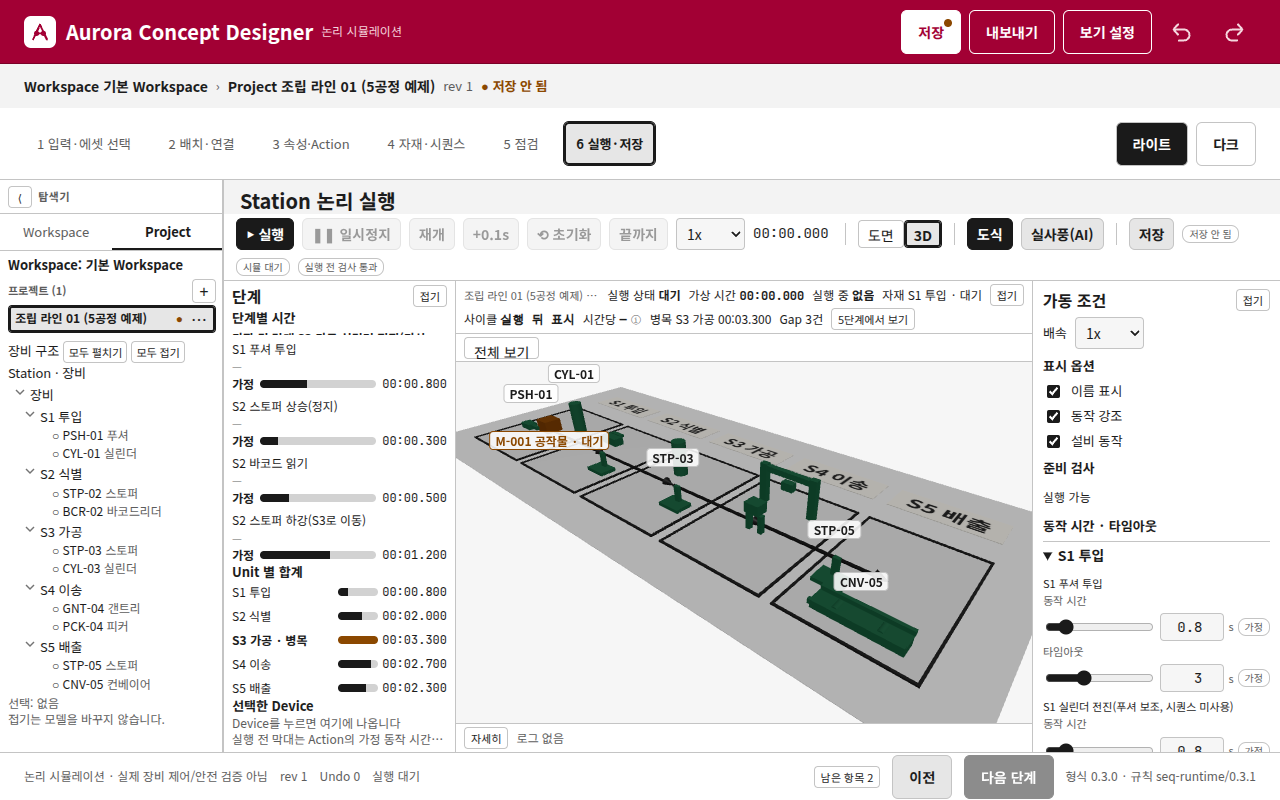 Aurora Concept Designer 논리 시뮬레이션
저장
내보내기
보기 설정
Workspace 기본 Workspace › Project 조립 라인 01 (5공정 예제) rev 1 ● 저장 안 됨
1 입력·에셋 선택
2 배치·연결
3 속성·Action
4 자재·시퀀스
5 점검
6 실행·저장
라이트
다크
⟨ 탐색기
Workspace
Project
Workspace: 기본 Workspace
프로젝트 (1)
+
조립 라인 01 (5공정 예제) ● ···
장비 구조 모두 펼치기 모두 접기
Station · 장비
장비
S1 투입
○ PSH-01 푸셔
○ CYL-01 실린더
S2 식별
○ STP-02 스토퍼
○ BCR-02 바코드리더
S3 가공
○ STP-03 스토퍼
○ CYL-03 실린더
S4 이송
○ GNT-04 갠트리
○ PCK-04 피커
S5 배출
○ STP-05 스토퍼
○ CNV-05 컨베이어
선택: 없음
접기는 모델을 바꾸지 않습니다.
Station 논리 실행
▸ 실행
❚❚ 일시정지
재개
+0.1s
⟲ 초기화
끝까지
1x
00:00.000
도면
3D
도식
실사풍(AI)
저장
저장 안 됨
시뮬 대기
실행 전 검사 통과
단계
접기
단계별 시간
S1 푸셔 투입
—
가정 00:00.800
S2 스토퍼 상승(정지)
—
가정 00:00.300
S2 바코드 읽기
—
가정 00:00.500
S2 스토퍼 하강(S3로 이동)
—
가정 00:01.200
Unit 별 합계
S1 투입 00:00.800
S2 식별 00:02.000
S3 가공 · 병목 00:03.300
S4 이송 00:02.700
S5 배출 00:02.300
선택한 Device
Device를 누르면 여기에 나옵니다
실행 전 막대는 Action의 가정 동작 시간…
조립 라인 01 (5공정 예제) ··· 실행 상태 대기 가상 시간 00:00.000 실행 중 없음 자재 S1 투입 · 대기 접기
사이클 실행 뒤 표시 시간당 – ⓘ 병목 S3 가공 00:03.300 Gap 3건 5단계에서 보기
전체 보기
CYL-01
PSH-01
M-001 공작물 · 대기
STP-03
STP-05
CNV-05
S1 투입
S2 식별
S3 가공
S4 이송
S5 배출
자세히 로그 없음
가동 조건
접기
배속 1x
표시 옵션
이름 표시
동작 강조
설비 동작
준비 검사
실행 가능
동작 시간 · 타임아웃
▼ S1 투입
S1 푸셔 투입
동작 시간
0.8 s 가정
타임아웃
3 s 가정
S1 실린더 전진(푸셔 보조, 시퀀스 미사용)
동작 시간
0.8 s 가정
논리 시뮬레이션 · 실제 장비 제어/안전 검증 아님 rev 1 Undo 0 실행 대기
남은 항목 2
이전
다음 단계
형식 0.3.0 · 규칙 seq-runtime/0.3.1